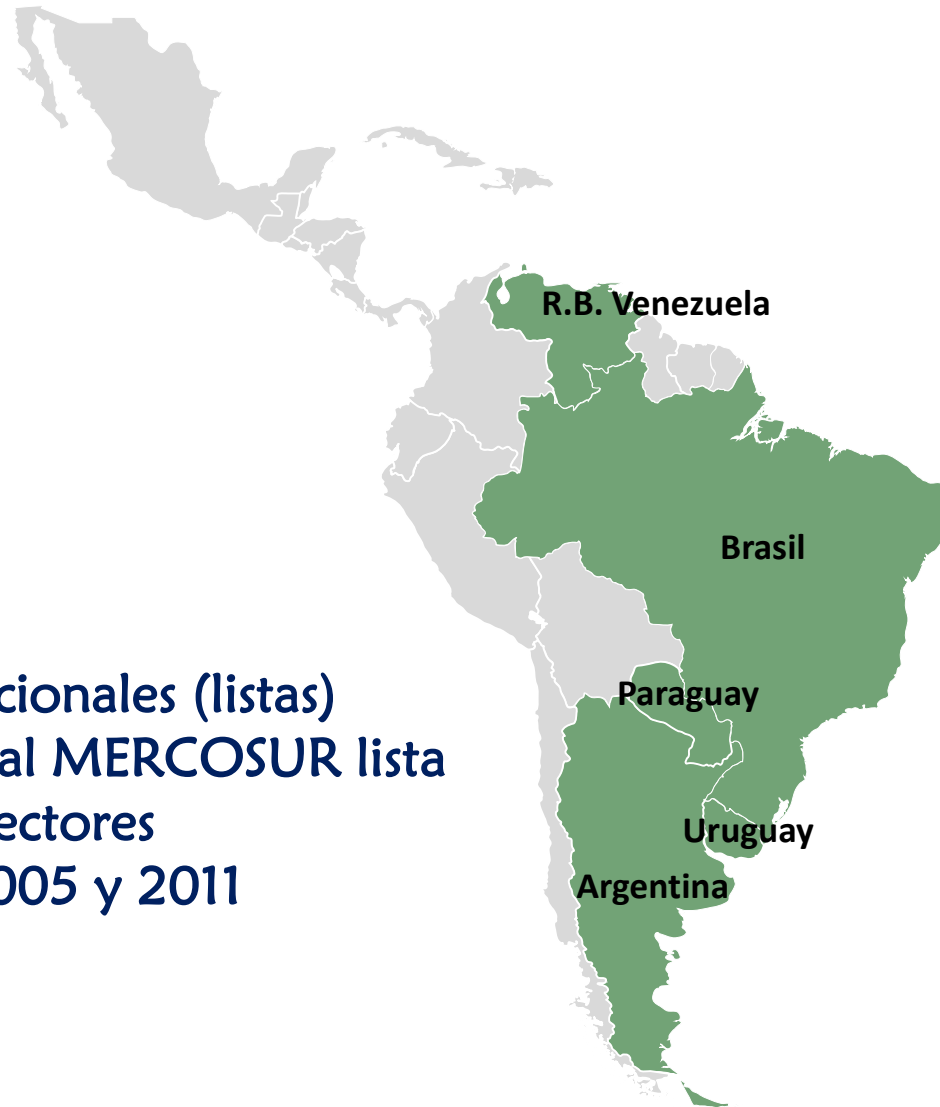 R.B. Venezuela
Brasil
Paraguay
Uruguay
Argentina
cionales (listas)
al MERCOSUR lista
ectores
005 y 2011